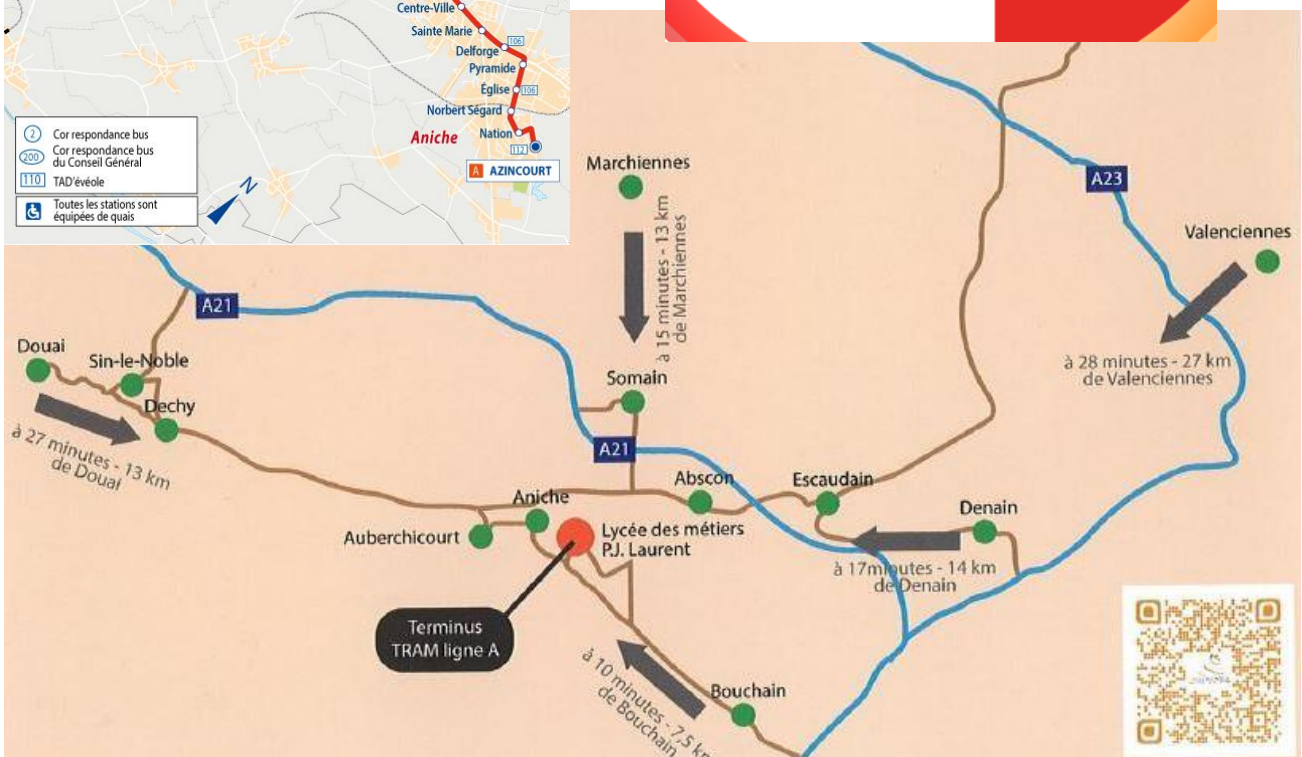 Centre-Ville
Sainte Marie
106
Delforge
Pyramide
Église
106
Norbert Ségard
Nation
Aniche
112
A AZINCOURT
2 Cor respondance bus
200 Cor respondance bus
du Conseil Général
110 TAD'évéole
Toutes les stations sont
équipées de quais
N
Marchiennes
à 15 minutes - 13 km
de Marchiennes
A23
Valenciennes
à 28 minutes - 27 km
de Valenciennes
A21
Douai
Sin-le-Noble
Dechy
à 27 minutes - 13 km
de Douai
Somain
A21
Abscon
Escaudain
Denain
à 17minutes - 14 km
de Denain
Aniche
Auberchicourt
Lycée des métiers
P.J. Laurent
Terminus
TRAM ligne A
à 10 minutes - 7,5 km
de Bouchain
Bouchain